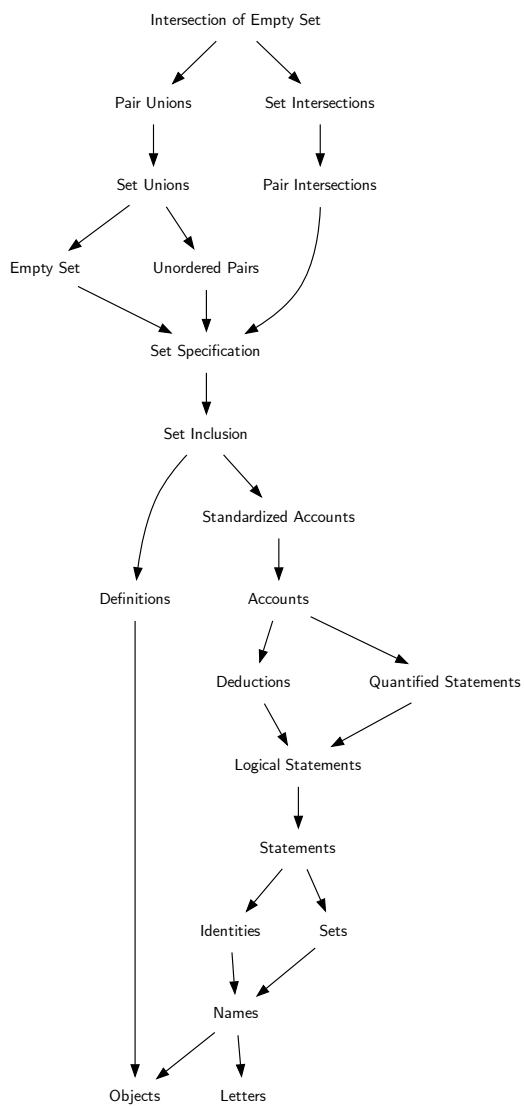 Intersection of Empty Set
Pair Unions
Set Intersections
Set Unions
Pair Intersections
Empty Set
Unordered Pairs
Set Specification
Set Inclusion
Standardized Accounts
Definitions
Accounts
Deductions
Quantified Statements
Logical Statements
Statements
Identities
Sets
Names
Objects
Letters